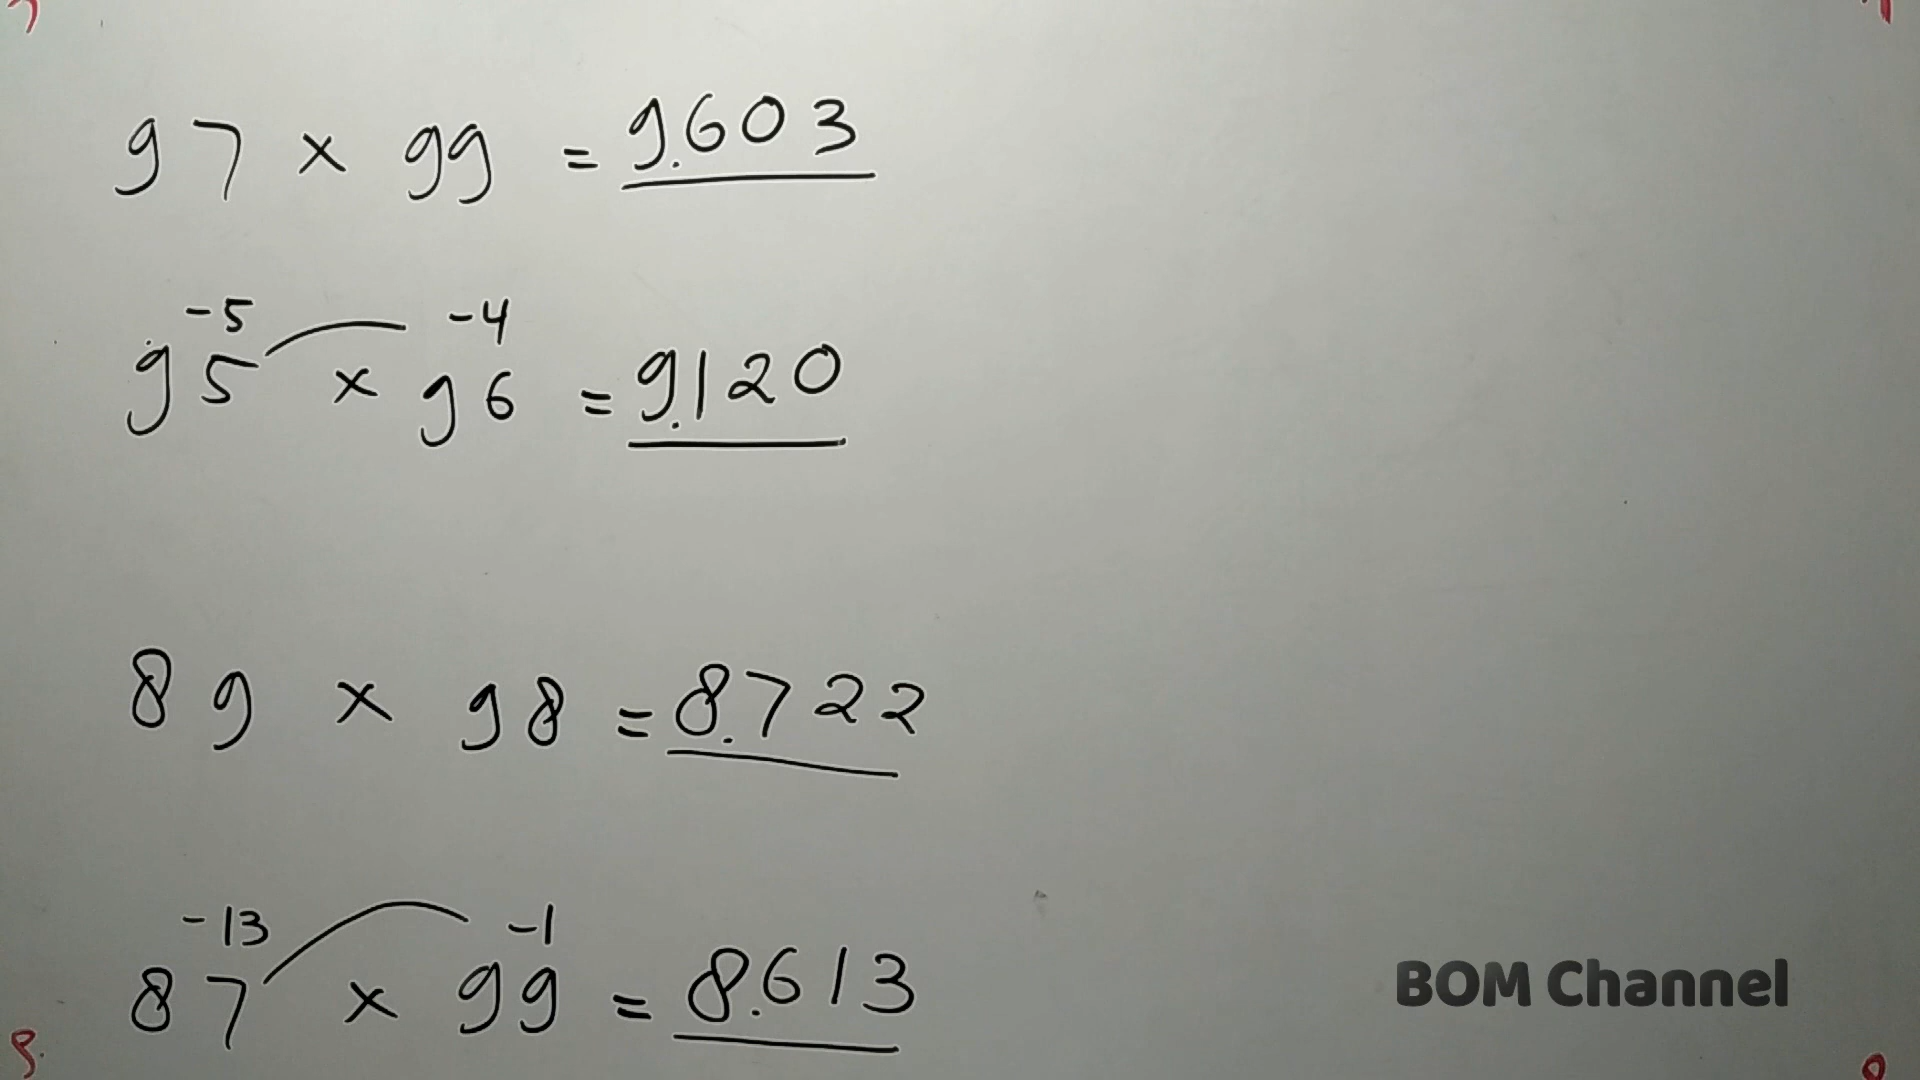 97 × 99 = 9.603
-5 -4
95 × 96 = 9.120
89 × 98 = 8.722
-13 -1
87 × 99 = 8.613
BOM Channel